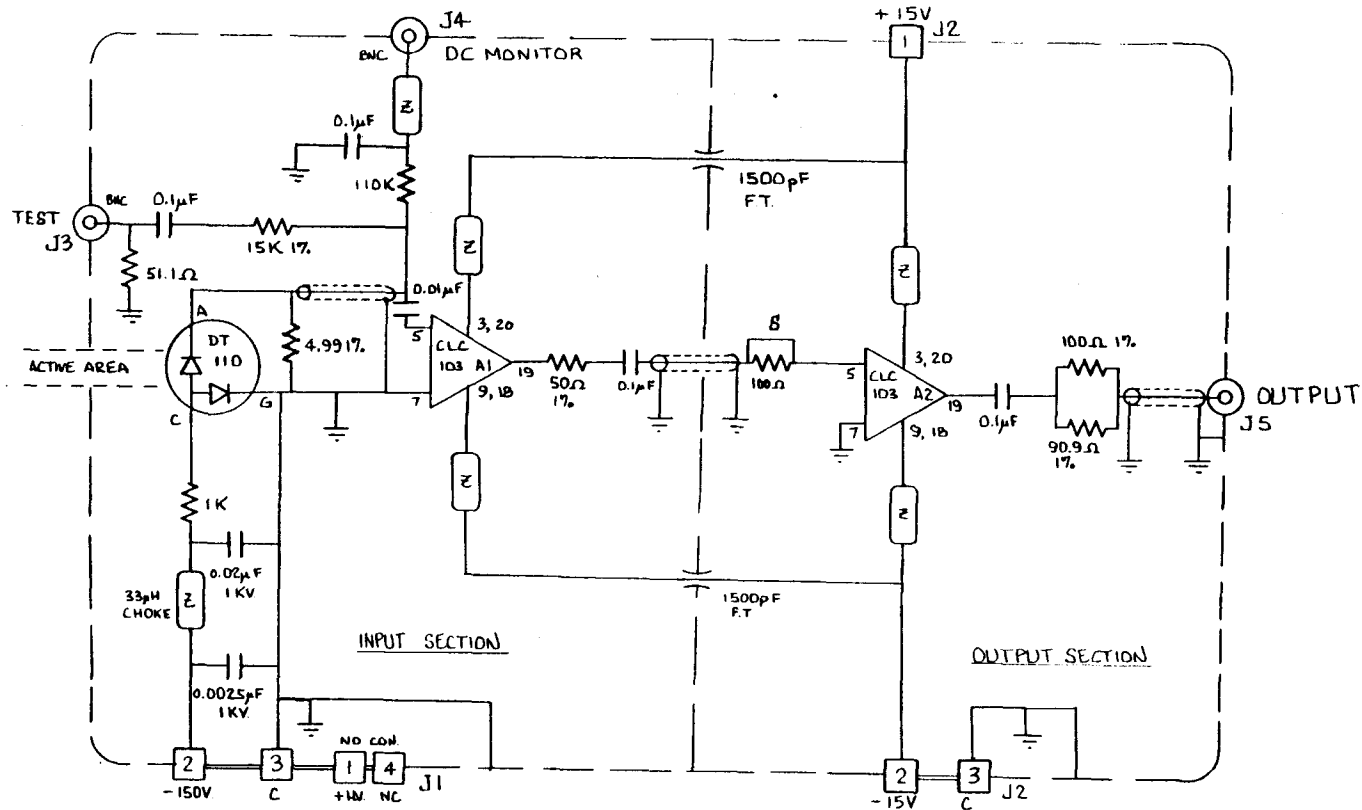 J4
BNC
DC MONITOR
Z
0.1µF
110K
TEST
J3
BNC
0.1µF
15K 1%
51.1Ω
+15V
1
J2
1500pF
F.T.
Z
Z
A
DT
110
ACTIVE AREA
C
G
4.99 1%
0.01µF
5
3, 20
CLC
103
A1
19
9, 18
7
50Ω
1%
0.1µF
S
100Ω
5
3, 20
CLC
103
A2
19
9, 18
7
0.1µF
100Ω 1%
90.9Ω
1%
OUTPUT
J5
1K
Z
Z
0.02µF
1KV
33µH
CHOKE
Z
1500pF
F.T
INPUT SECTION
OUTPUT SECTION
0.0025µF
1KV.
NO CON.
2
3
1
4
J1
-150V.
C
+HV.
NC
2
3
J2
-15V
C